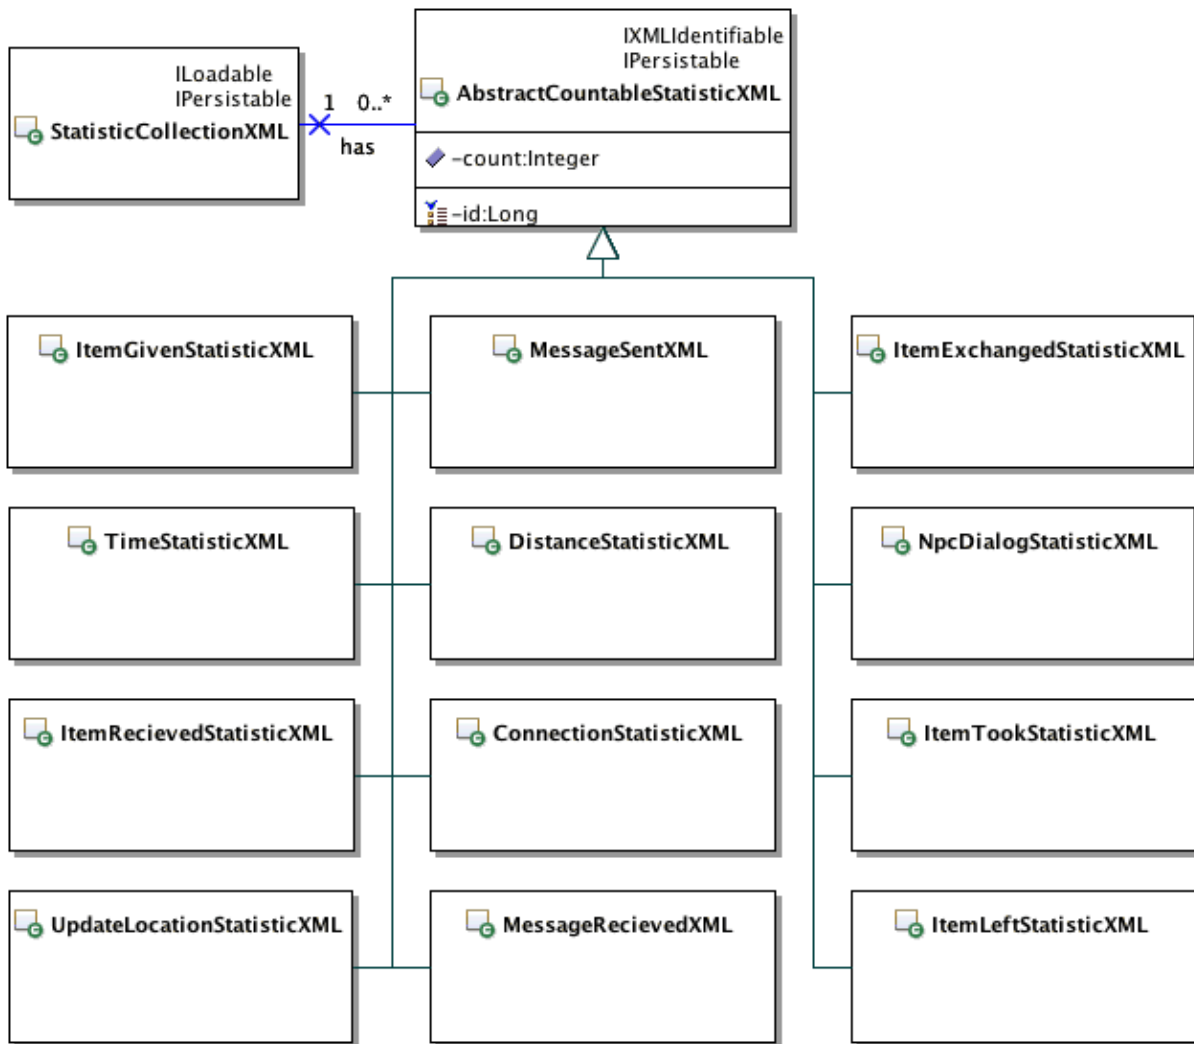 ILoadable
IPersistable
StatisticCollectionXML
1 0..*
has
IXMLIdentifiable
IPersistable
AbstractCountableStatisticXML
-count:Integer
-id:Long
ItemGivenStatisticXML
MessageSentXML
ItemExchangedStatisticXML
TimeStatisticXML
DistanceStatisticXML
NpcDialogStatisticXML
ItemRecievedStatisticXML
ConnectionStatisticXML
ItemTookStatisticXML
UpdateLocationStatisticXML
MessageRecievedXML
ItemLeftStatisticXML